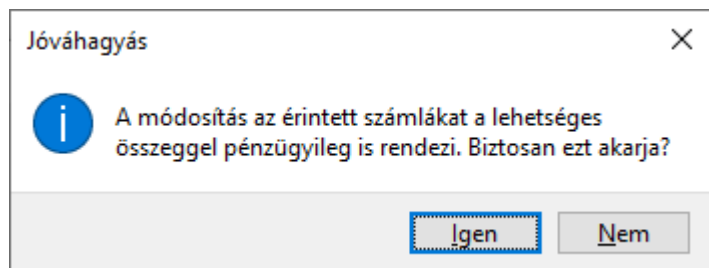 Jóváhagyás
A módosítás az érintett számlákat a lehetséges
összeggel pénzügyileg is rendezi. Biztosan ezt akarja?
Igen
Nem